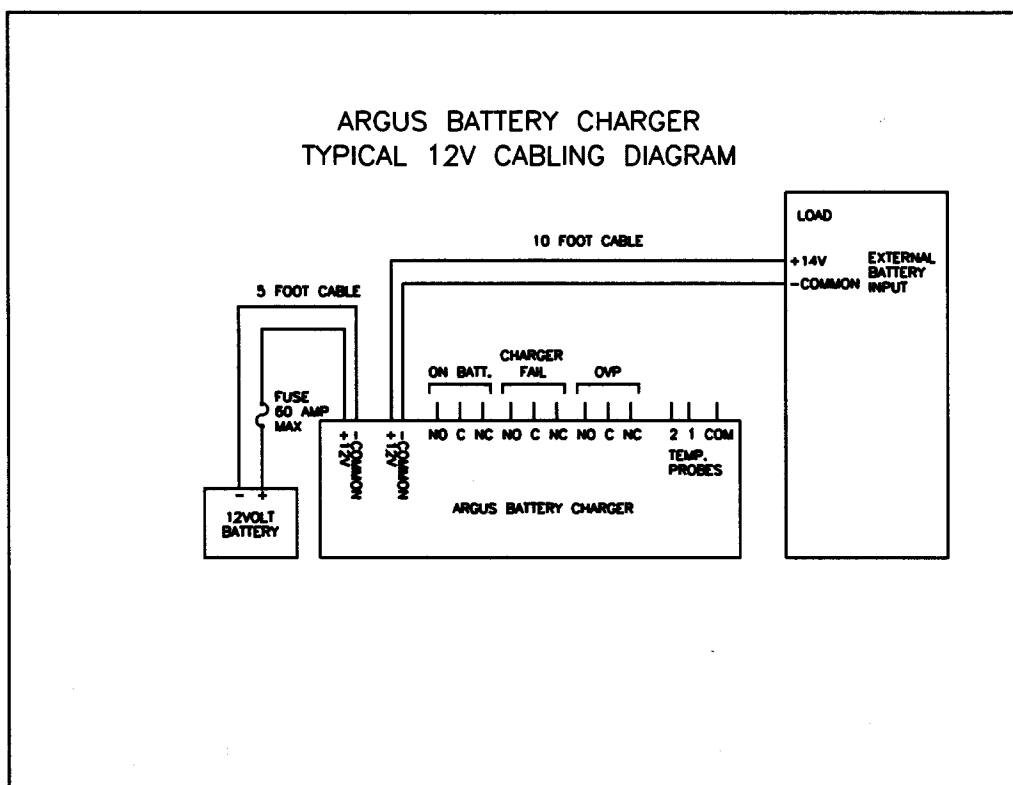 ARGUS BATTERY CHARGER
TYPICAL 12V CABLING DIAGRAM
LOAD
10 FOOT CABLE
+14V
EXTERNAL
-COMMON
BATTERY
INPUT
5 FOOT CABLE
CHARGER
ON BATT.
FAIL
OVP
FUSE
60 AMP
MAX
+12V
-COMMON
+12V
-COMMON
NO C NC NO C NC NO C NC 2 1 COM
TEMP.
PROBES
- +
12VOLT
BATTERY
ARGUS BATTERY CHARGER